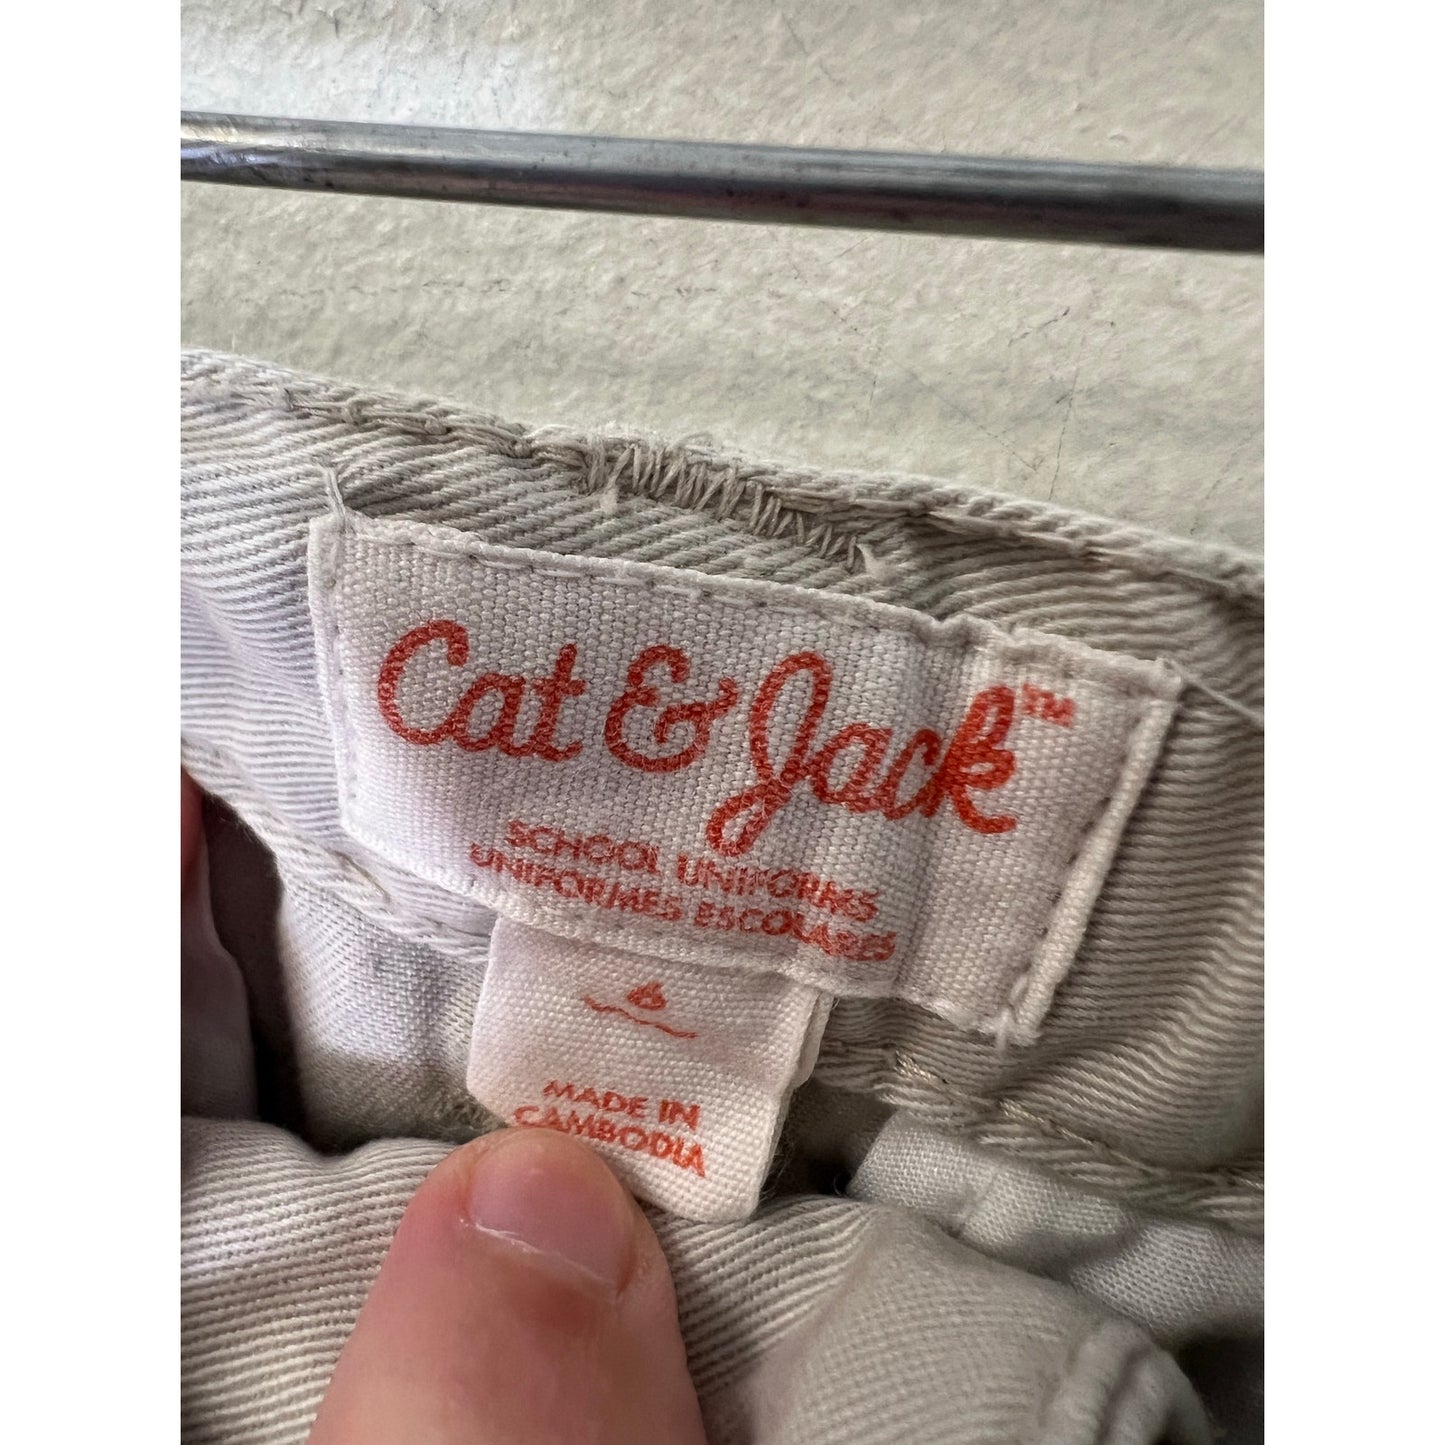 Cat & Jack™
SCHOOL UNIFORMS
UNIFORMES ESCOLARES
MADE IN
CAMBODIA